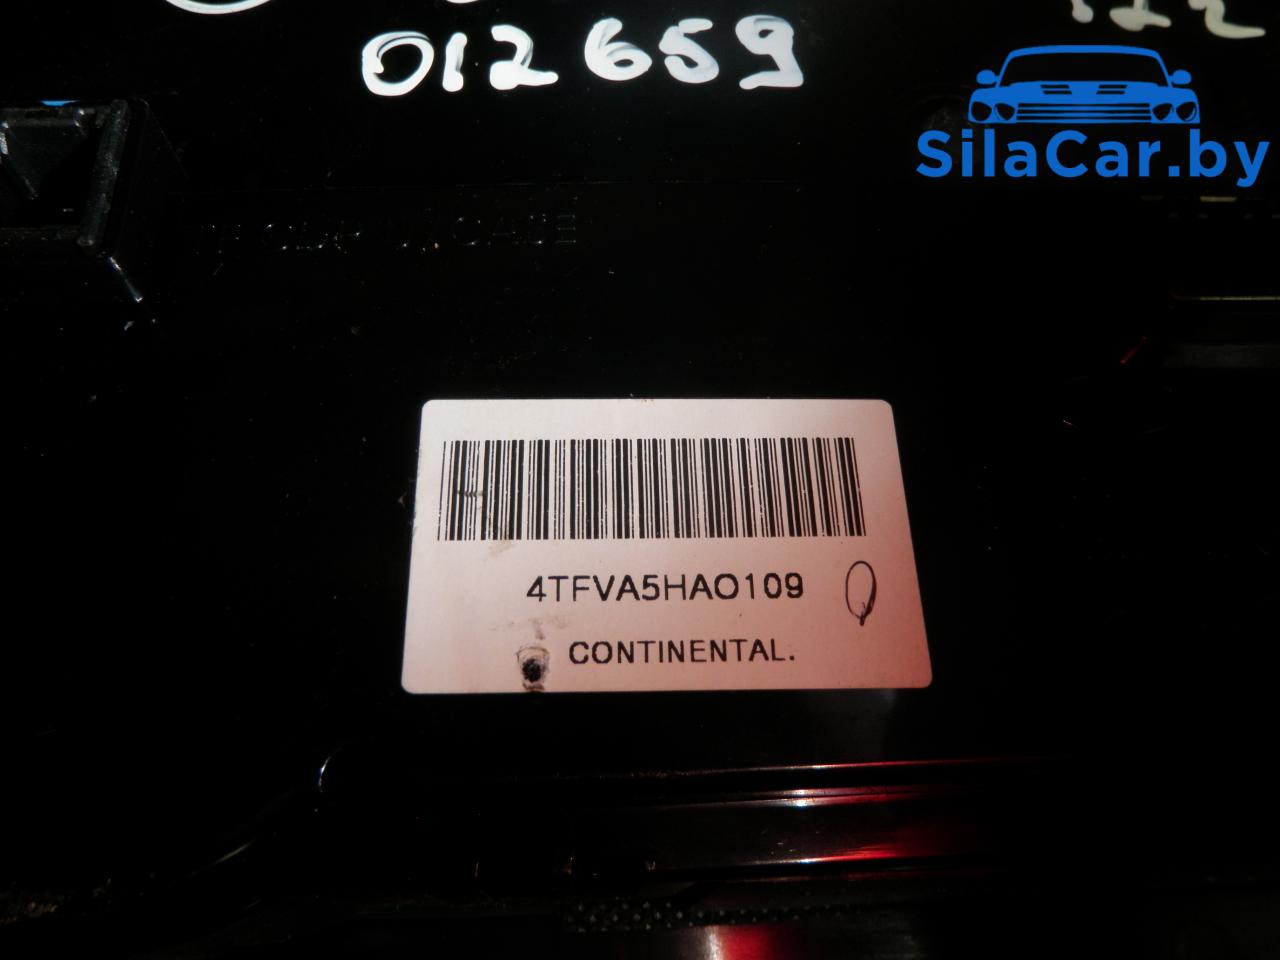 012659
SilaCar.by
4TFVA5HAO109
CONTINENTAL.